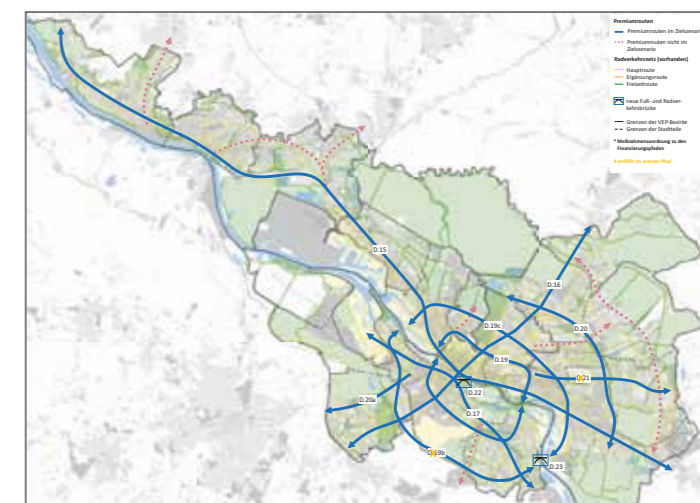 Premiumrouten
Premiumrouten im Zielszenario
Premiumrouten nicht im
Zielszenario
Radverkehrsnetz (vorhanden)
Hauptroute
Ergänzungsroute
Freizeitroute
neue Fuß- und Radver-
kehrsbrücke
Grenzen der VEP-Bezirke
Grenzen der Stadtteile
* Maßnahmenzuordnung zu den
Finanzierungspfaden
D.15
D.16
D.19c
D.20
D.19
D.21
D.22
D.20a
D.17
D.19b
D.23